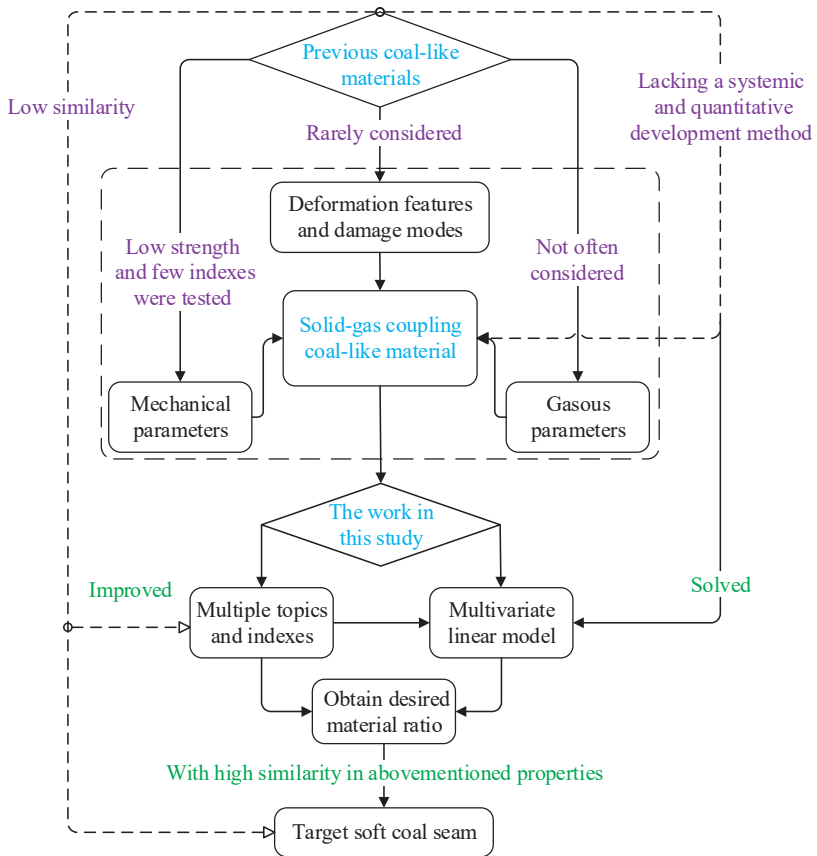 Previous coal-like
materials
Low similarity
Lacking a systemic
and quantitative
development method
Rarely considered
Deformation features
and damage modes
Low strength
and few indexes
were tested
Not often
considered
Solid-gas coupling
coal-like material
Mechanical
parameters
Gasous
parameters
The work in
this study
Improved
Solved
Multiple topics
and indexes
Multivariate
linear model
Obtain desired
material ratio
With high similarity in abovementioned properties
Target soft coal seam